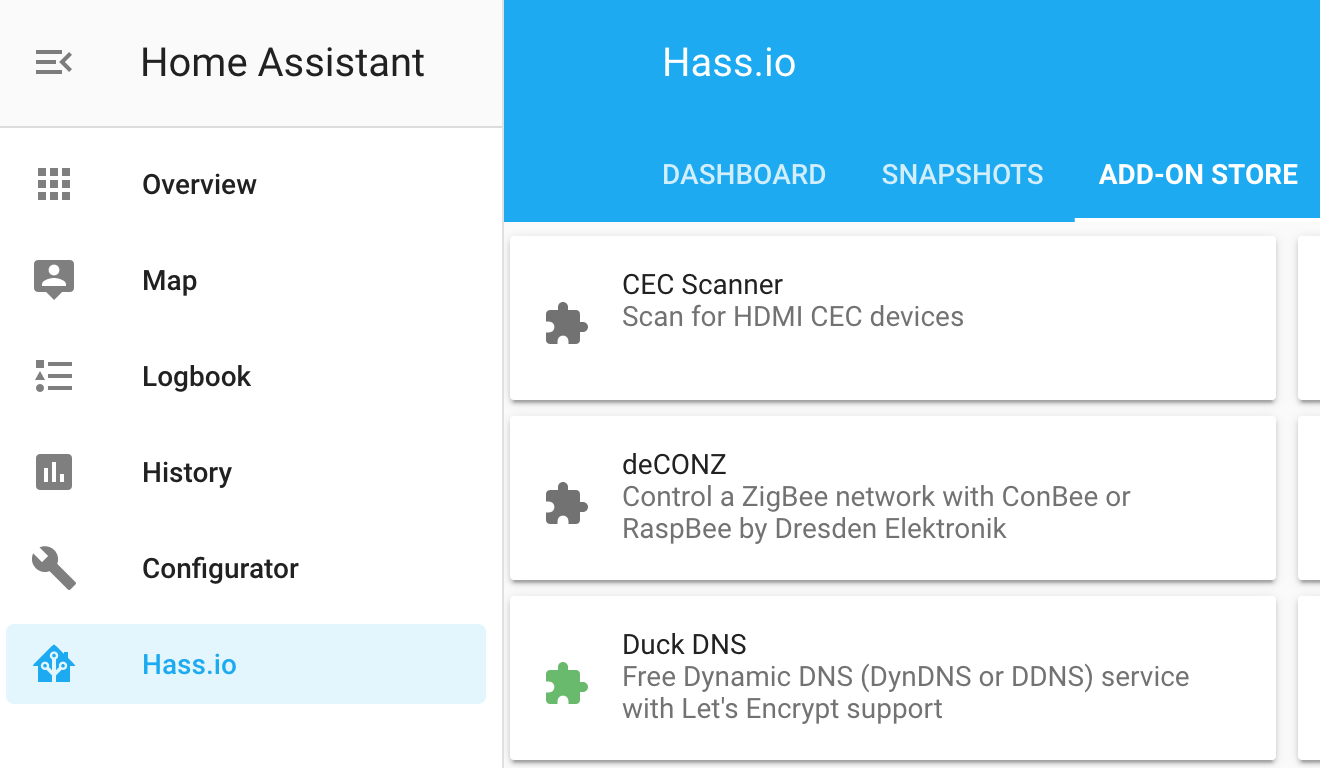 Home Assistant
Overview
Map
Logbook
History
Configurator
Hass.io
Hass.io
DASHBOARD SNAPSHOTS ADD-ON STORE
CEC Scanner
Scan for HDMI CEC devices
deCONZ
Control a ZigBee network with ConBee or
RaspBee by Dresden Elektronik
Duck DNS
Free Dynamic DNS (DynDNS or DDNS) service
with Let's Encrypt support